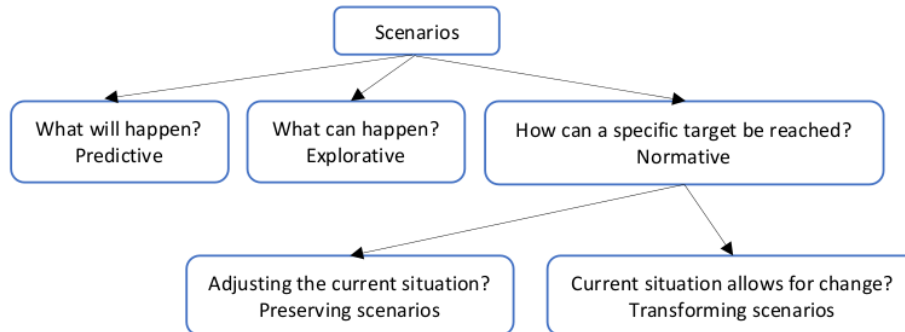 Scenarios
What will happen?
Predictive
What can happen?
Explorative
How can a specific target be reached?
Normative
Adjusting the current situation?
Preserving scenarios
Current situation allows for change?
Transforming scenarios